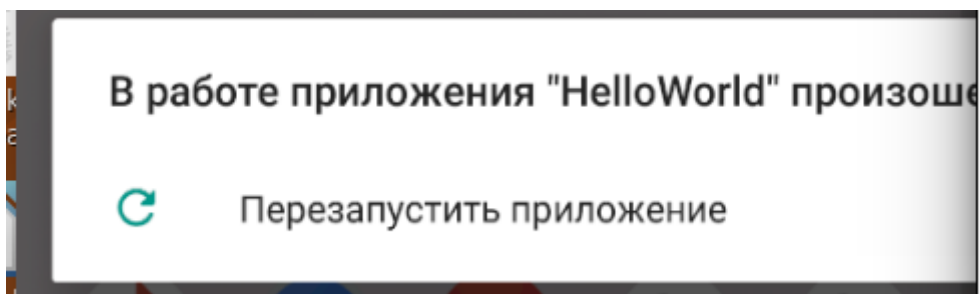 В работе приложения "HelloWorld" произоше
Перезапустить приложение